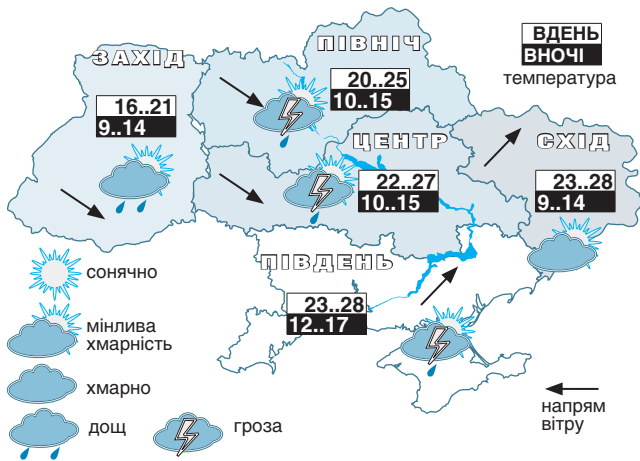 ПІВНІЧ
ВДЕНЬ
ВНОЧІ
температура
ЗАХІД
20..25
10..15
16..21
9..14
ЦЕНТР
СХІД
22..27
10..15
23..28
9..14
ПІВДЕНЬ
23..28
12..17
сонячно
мінлива
хмарність
хмарно
дощ
гроза
напрям
вітру